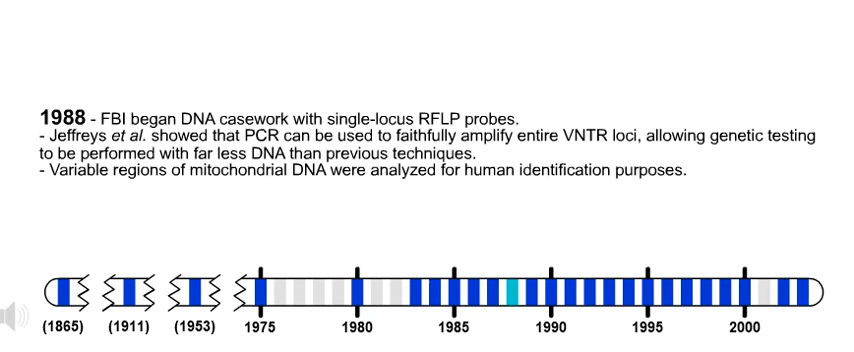 1988 - FBI began DNA casework with single-locus RFLP probes.
- Jeffreys et al. showed that PCR can be used to faithfully amplify entire VNTR loci, allowing genetic testing
to be performed with far less DNA than previous techniques.
- Variable regions of mitochondrial DNA were analyzed for human identification purposes.
(1865) (1911) (1953) 1975 1980 1985 1990 1995 2000